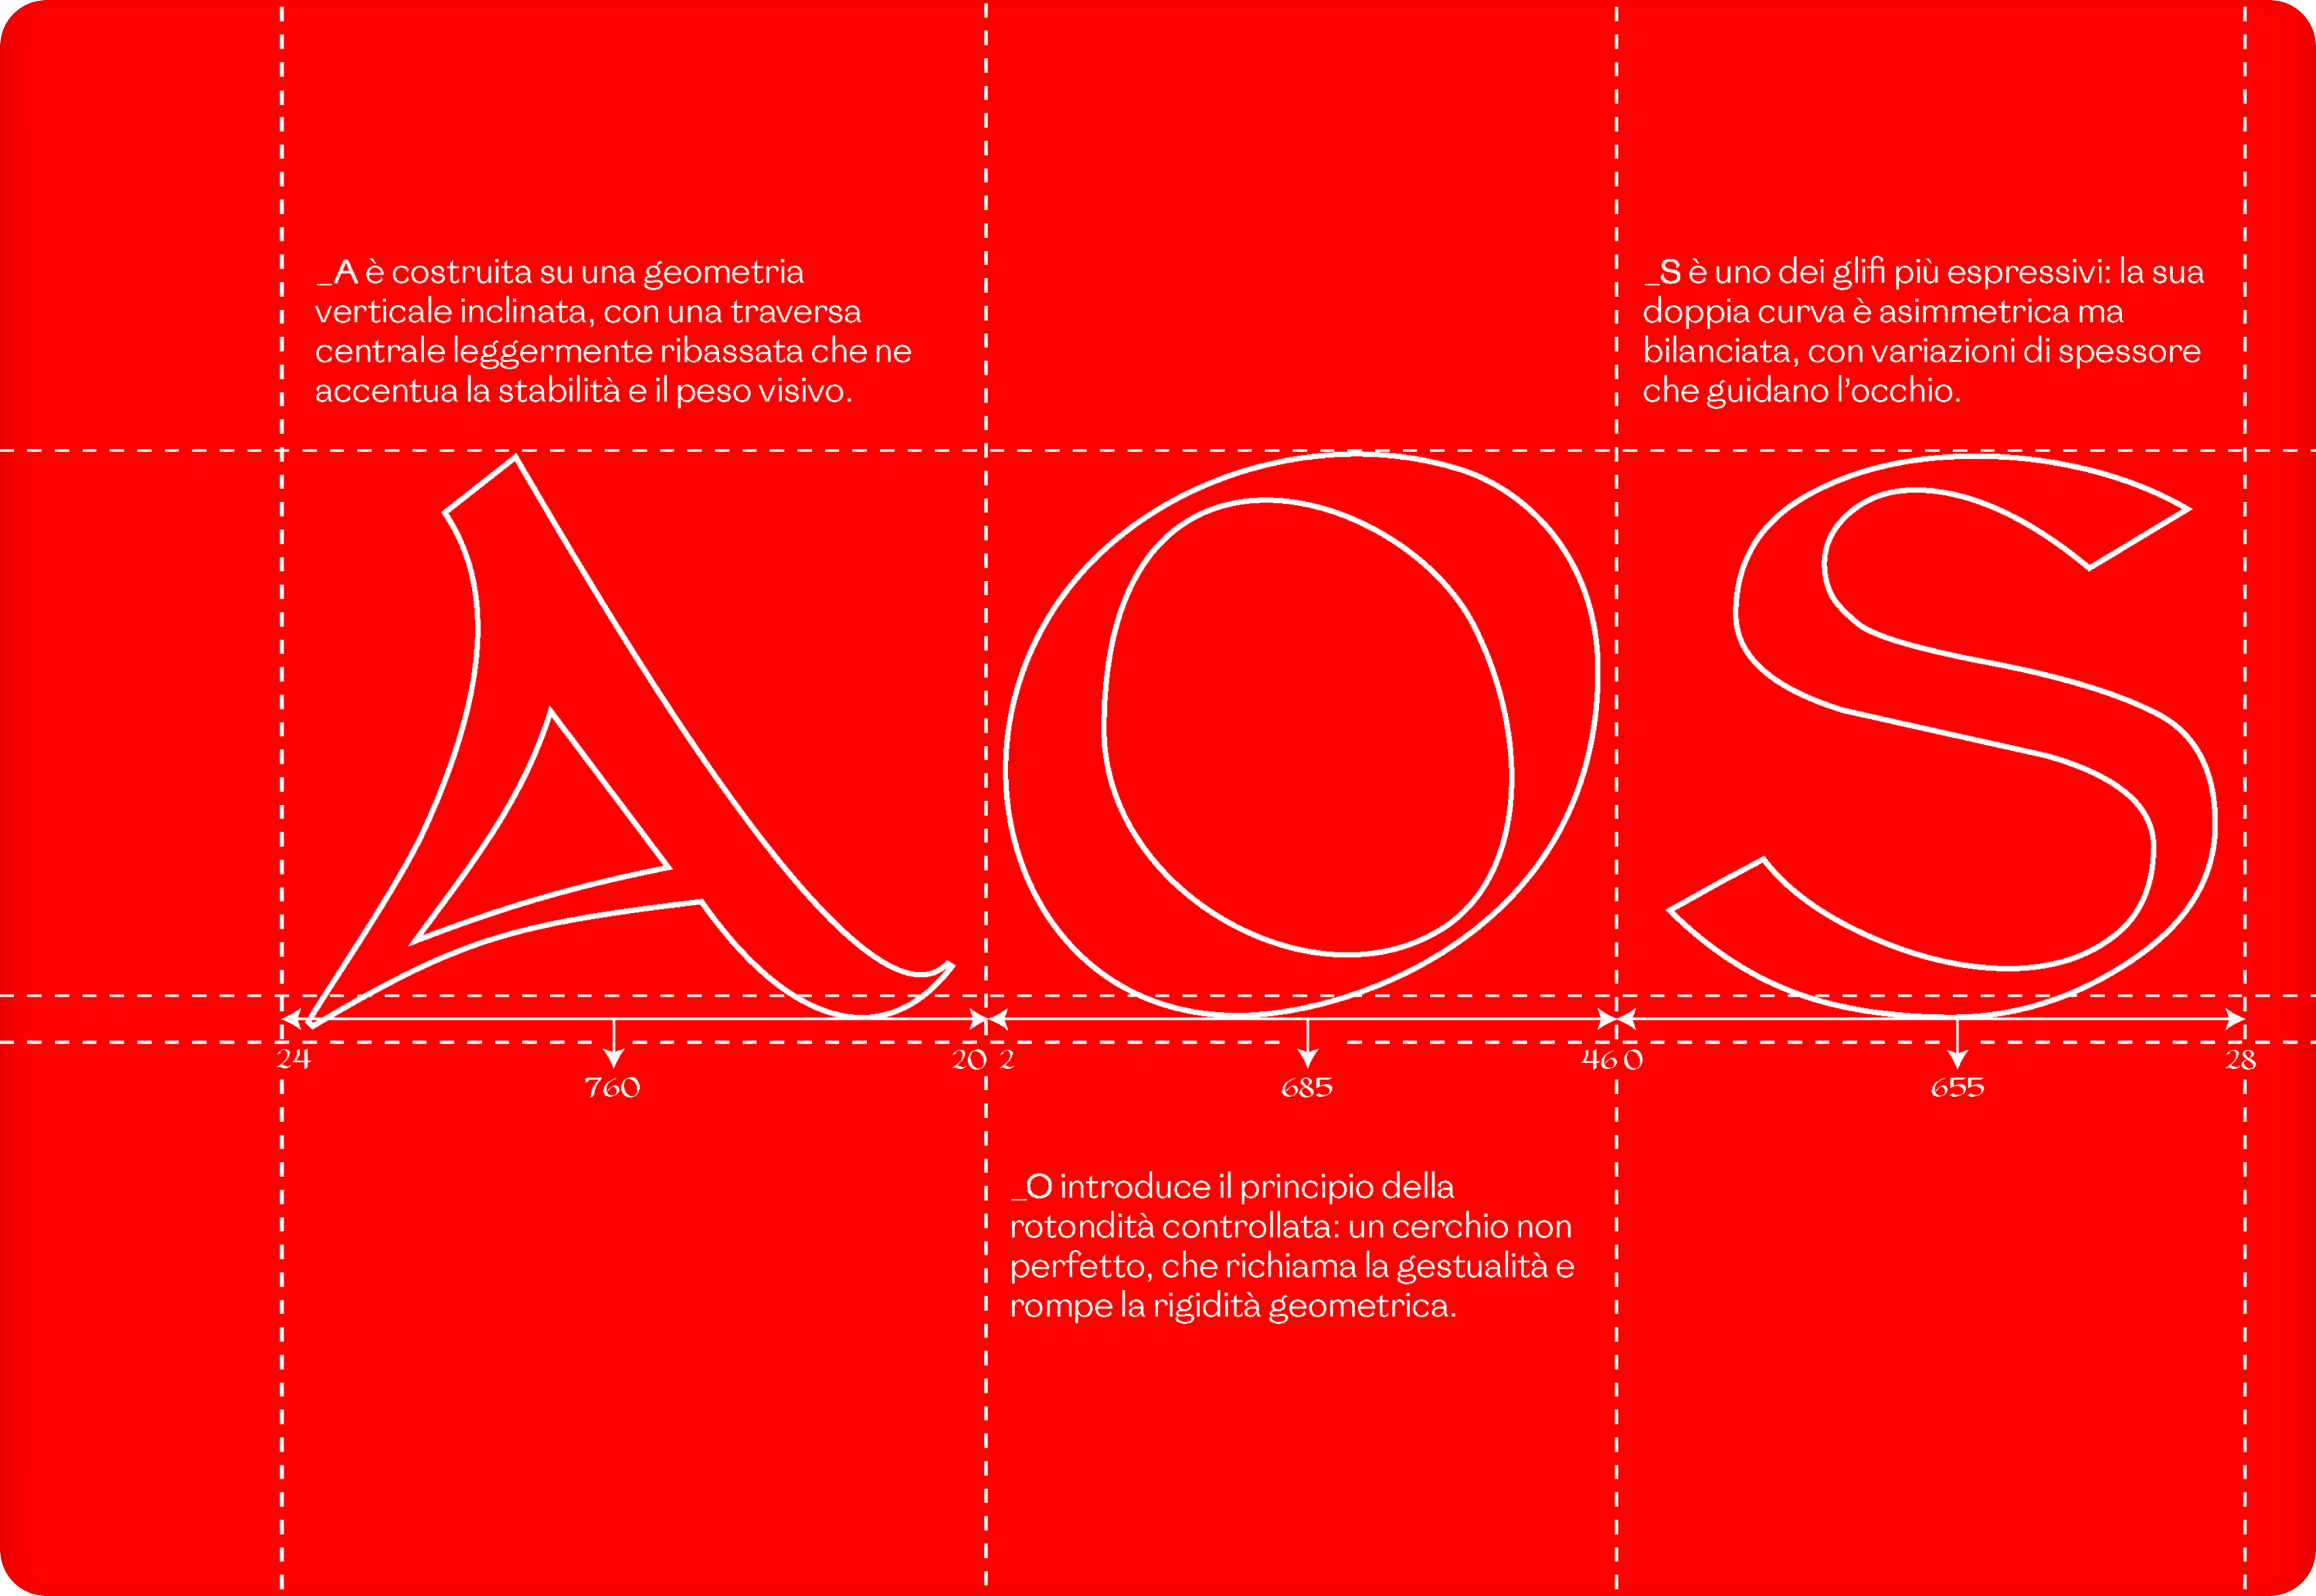 _A è costruita su una geometria
verticale inclinata, con una traversa
centrale leggermente ribassata che ne
accentua la stabilità e il peso visivo.
_S è uno dei glifi più espressivi: la sua
doppia curva è asimmetrica ma
bilanciata, con variazioni di spessore
che guidano l’occhio.
AOS
24 20 2 46 0 28
760 685 655
_O introduce il principio della
rotondità controllata: un cerchio non
perfetto, che richiama la gestualità e
rompe la rigidità geometrica.